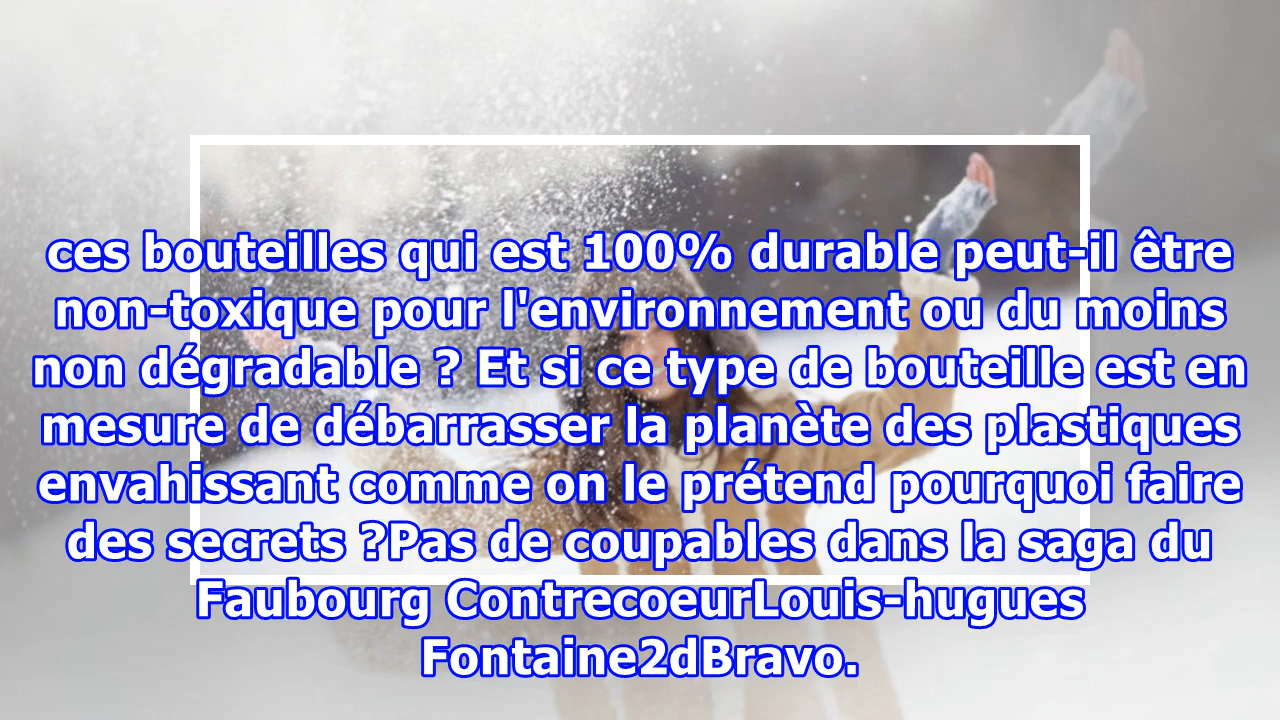 ces bouteilles qui est 100% durable peut-il être
non-toxique pour l'environnement ou du moins
non dégradable ? Et si ce type de bouteille est en
mesure de débarrasser la planète des plastiques
envahissant comme on le prétend pourquoi faire
des secrets ?Pas de coupables dans la saga du
Faubourg ContrecoeurLouis-hugues
Fontaine2dBravo.